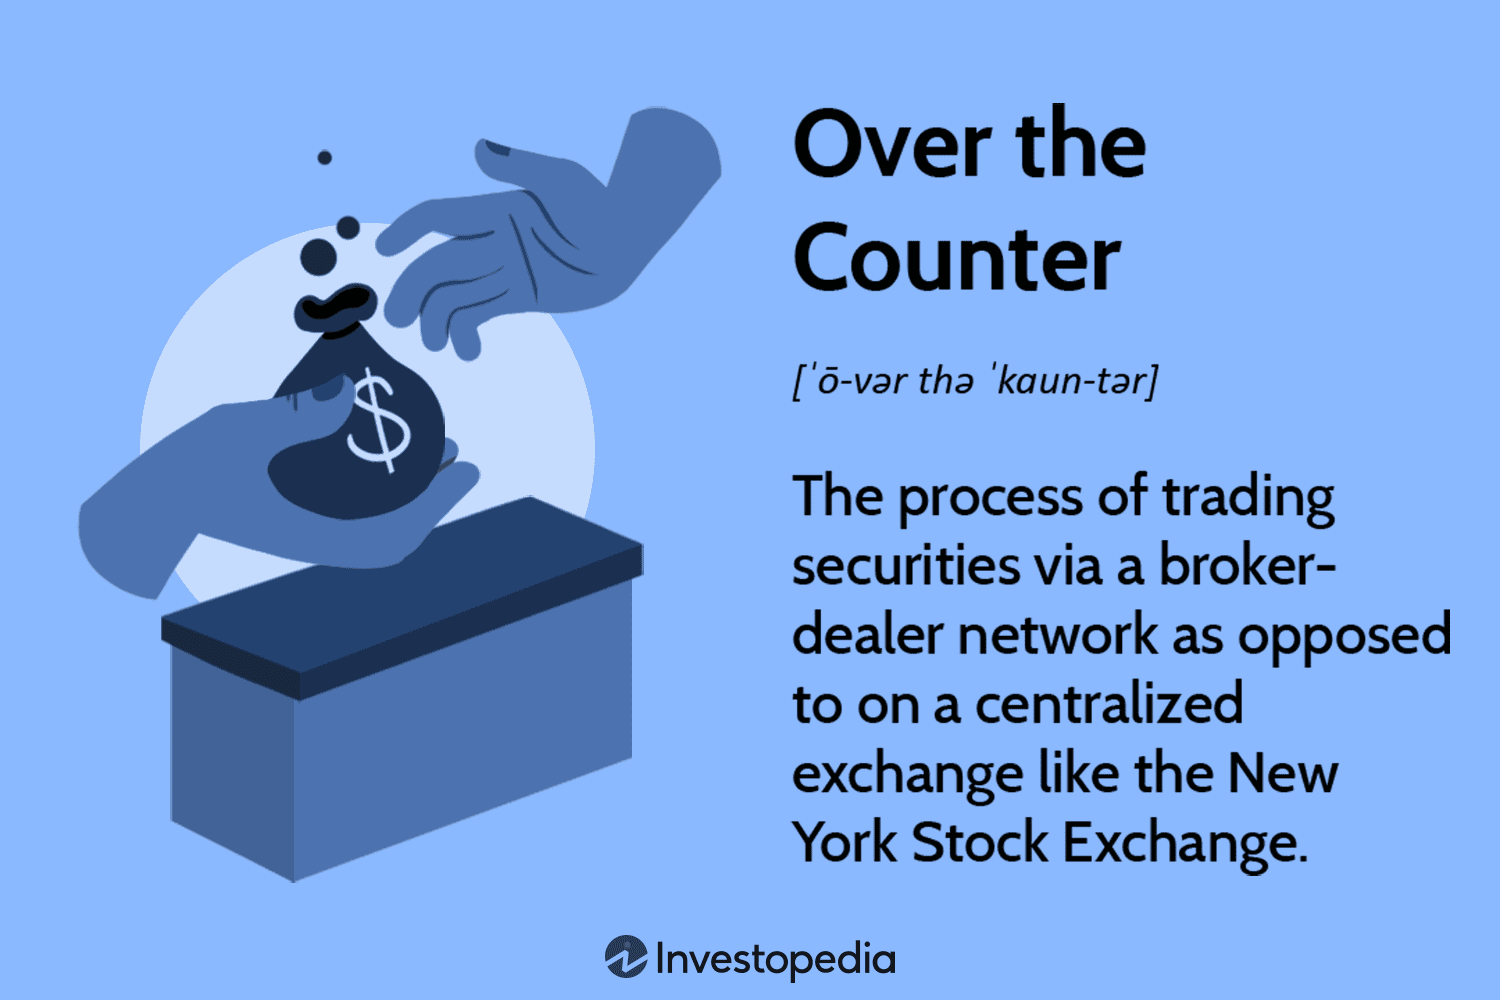 Over the
Counter
[ˈō-vər thə ˈkaun-tər]
The process of trading
securities via a broker-
dealer network as opposed
to on a centralized
exchange like the New
York Stock Exchange.
$
Investopedia